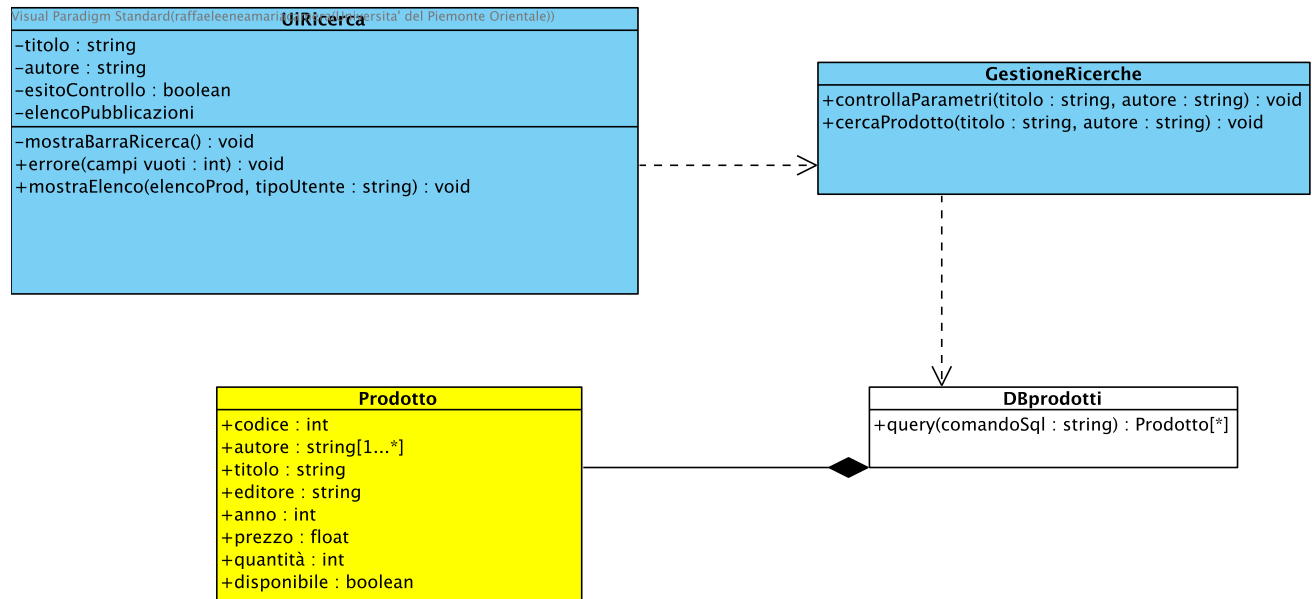 Visual Paradigm Standard(raffaeleeneamaria Universita' del Piemonte Orientale))
UiRicerca
-titolo : string
-autore : string
-esitoControllo : boolean
-elencoPubblicazioni
-mostraBarraRicerca() : void
+errore(campi vuoti : int) : void
+mostraElenco(elencoProd, tipoUtente : string) : void
GestioneRicerche
+controllaParametri(titolo : string, autore : string) : void
+cercaProdotto(titolo : string, autore : string) : void
Prodotto
+codice : int
+autore : string[1...*]
+titolo : string
+editore : string
+anno : int
+prezzo : float
+quantità : int
+disponibile : boolean
DBprodotti
+query(comandoSql : string) : Prodotto[*]